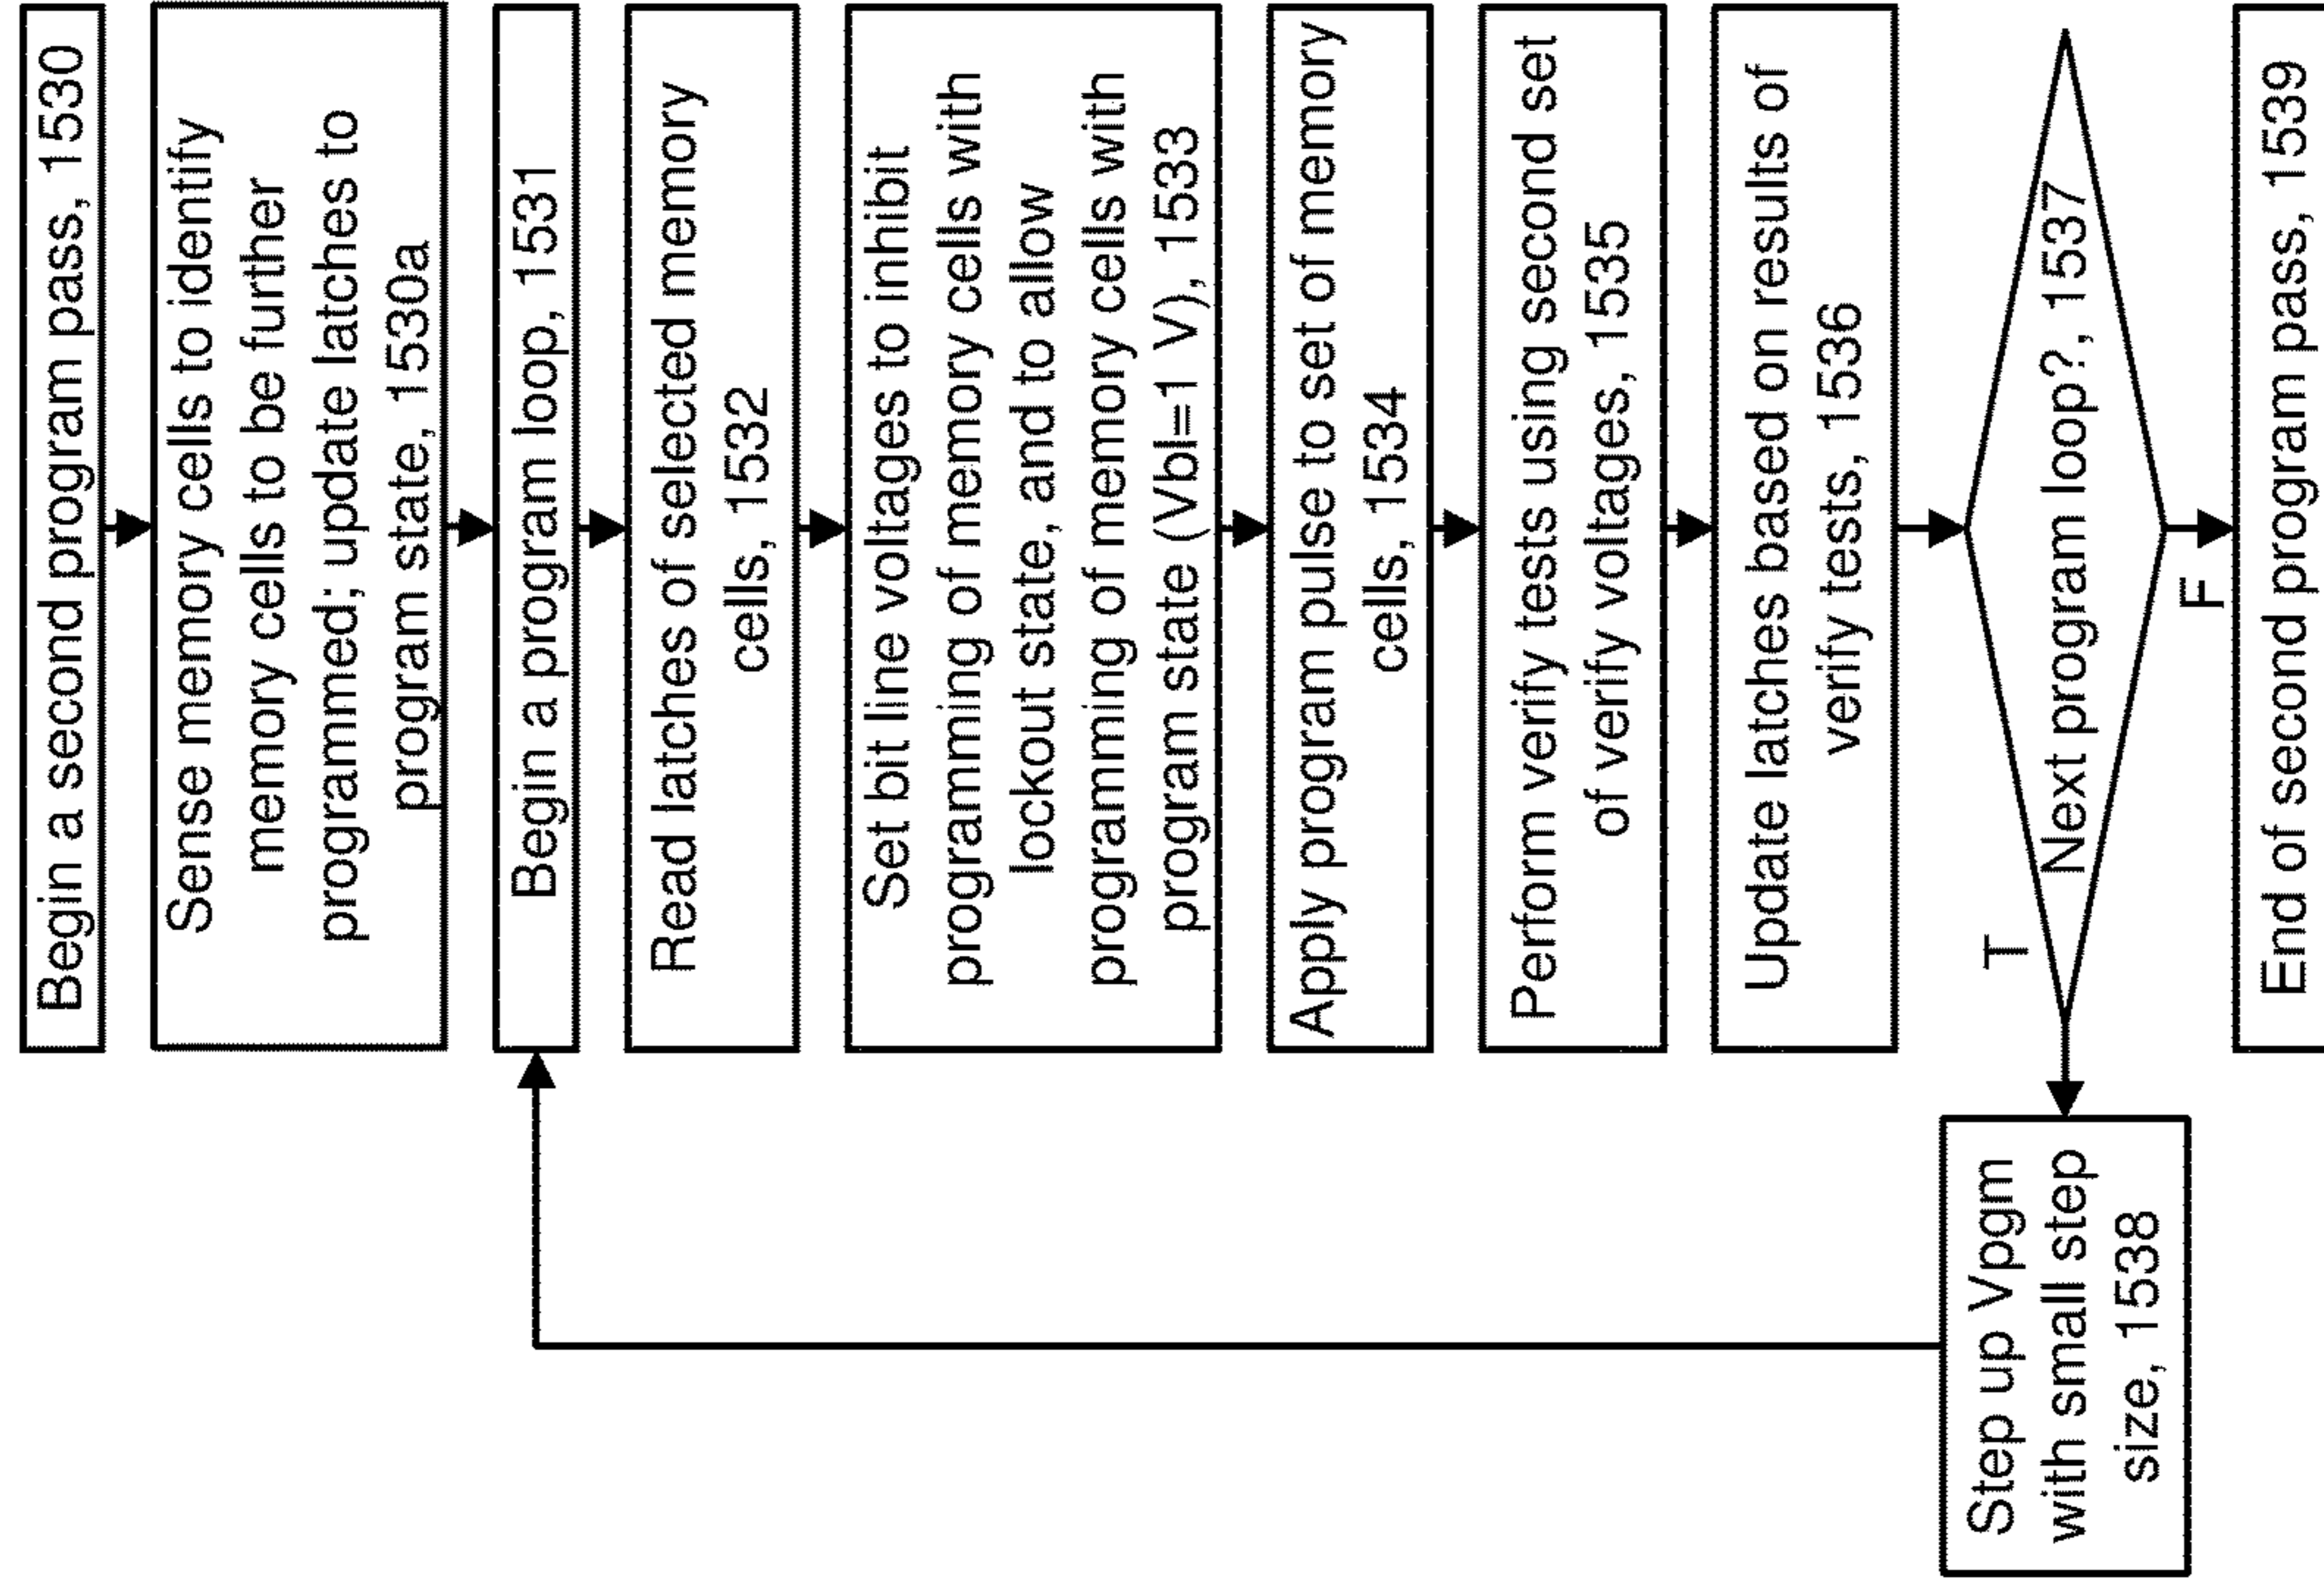 Begin a second program pass, 1530
Sense memory cells to identify
memory cells to be further
programmed; update latches to
program state, 1530a
Begin a program loop, 1531
Read latches of selected memory
cells, 1532
Set bit line voltages to inhibit
programming of memory cells with
lockout state, and to allow
programming of memory cells with
program state (Vbl=1 V), 1533
Apply program pulse to set of memory
cells, 1534
Perform verify tests using second set
of verify voltages, 1535
Update latches based on results of
verify tests, 1536
Next program loop?, 1537
T
F
Step up Vpgm
with small step
size, 1538
End of second program pass, 1539